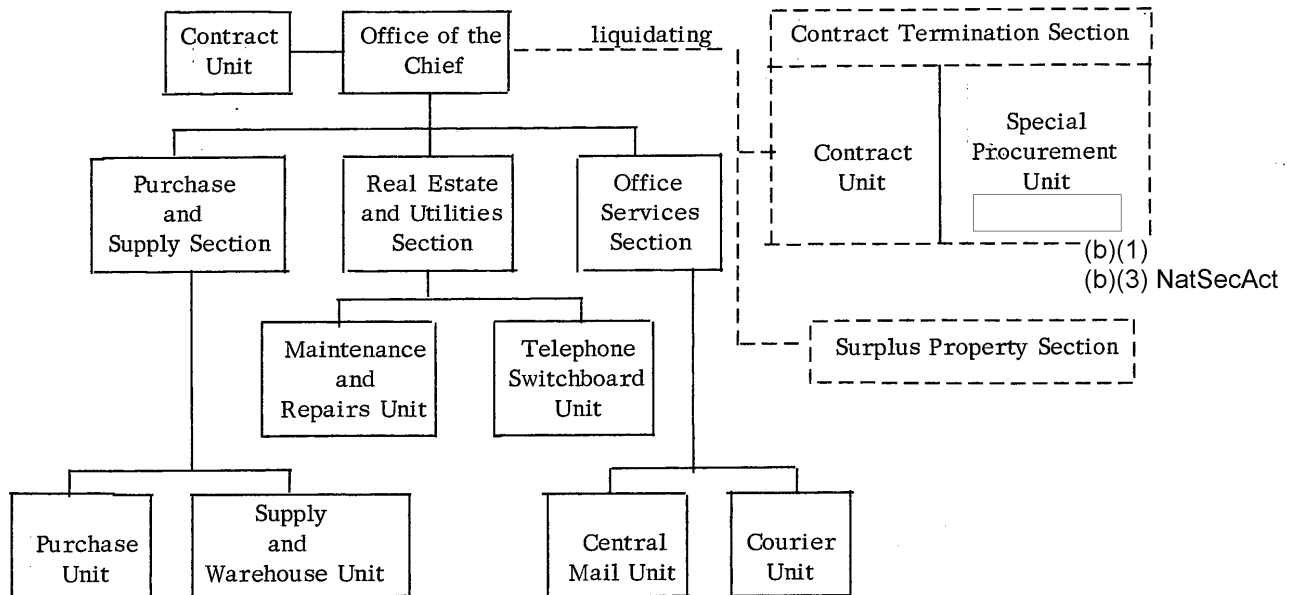 Contract
Unit
Office of the
Chief
liquidating
Contract Termination Section
Contract
Unit
Special
Procurement
Unit
(b)(1)
(b)(3) NatSecAct
Purchase
and
Supply Section
Real Estate
and Utilities
Section
Office
Services
Section
Surplus Property Section
Maintenance
and
Repairs Unit
Telephone
Switchboard
Unit
Purchase
Unit
Supply
and
Warehouse Unit
Central
Mail Unit
Courier
Unit